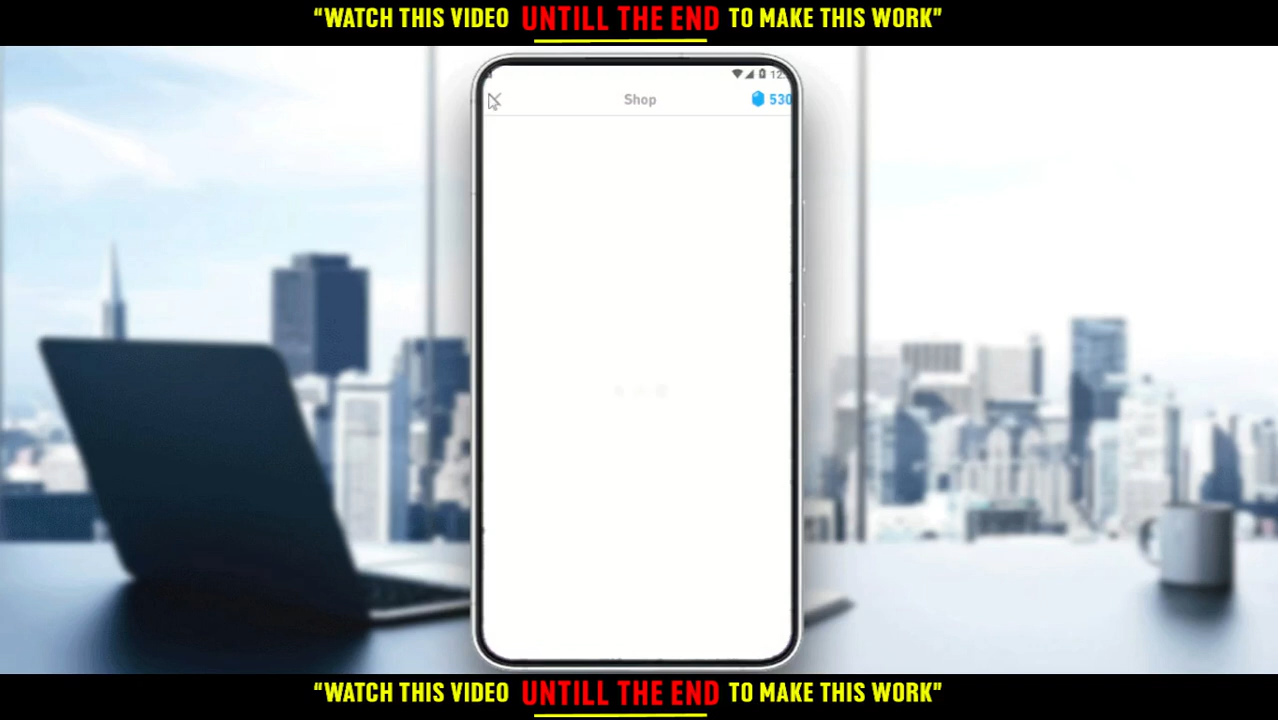 “WATCH THIS VIDEO UNTILL THE END TO MAKE THIS WORK”
Shop 530
“WATCH THIS VIDEO UNTILL THE END TO MAKE THIS WORK”